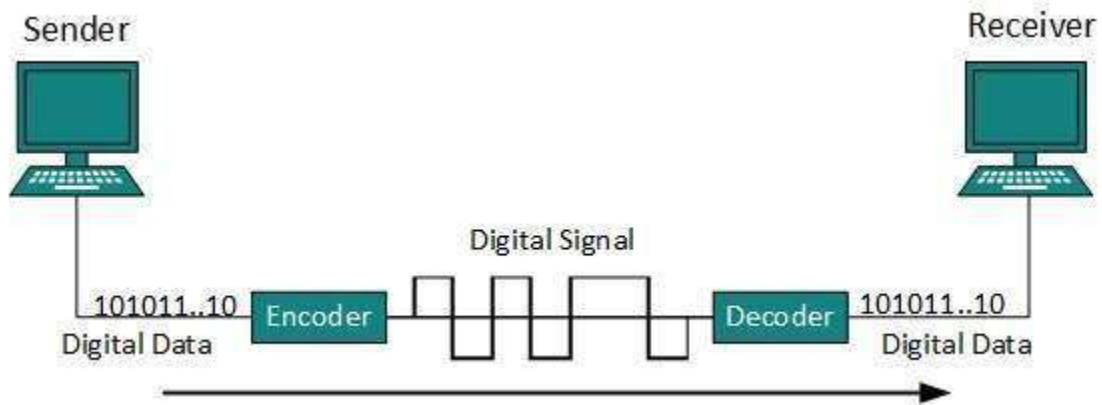 Sender
Receiver
Digital Signal
101011..10
Encoder
Decoder
101011..10
Digital Data
Digital Data